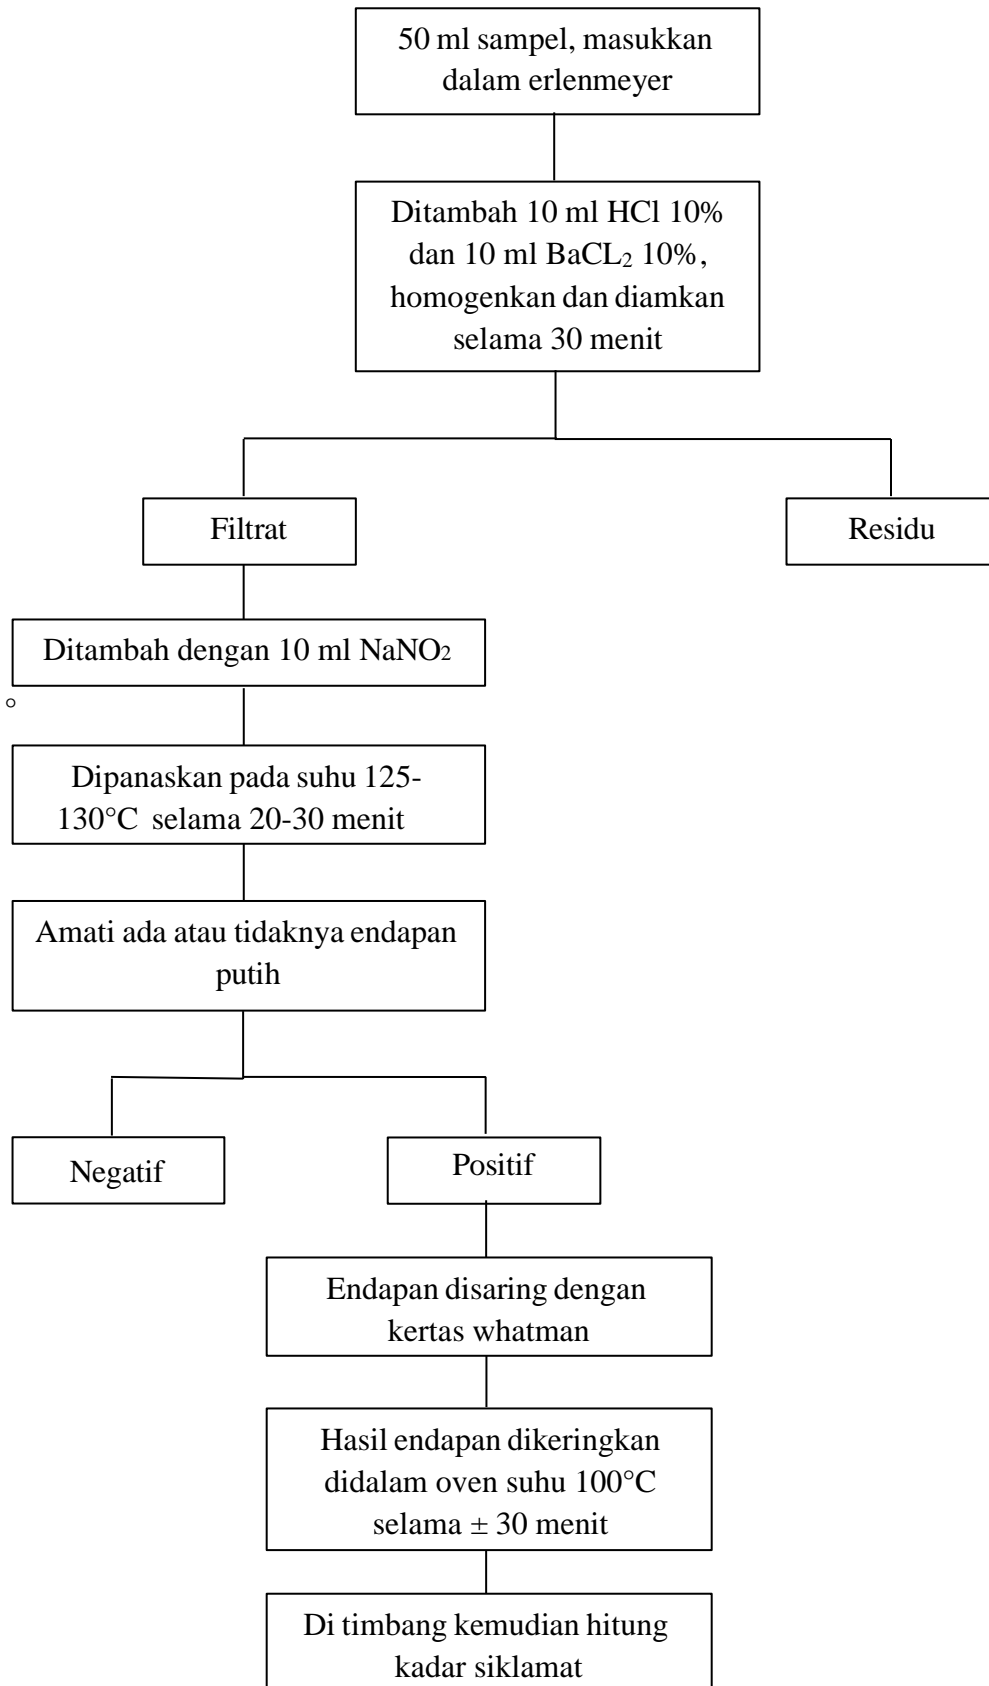 50 ml sampel, masukkan
dalam erlenmeyer
Ditambah 10 ml HCl 10%
dan 10 ml BaCL₂ 10%,
homogenkan dan diamkan
selama 30 menit
Filtrat
Residu
Ditambah dengan 10 ml NaNO₂
°
Dipanaskan pada suhu 125-
130°C selama 20-30 menit
Amati ada atau tidaknya endapan
putih
Negatif
Positif
Endapan disaring dengan
kertas whatman
Hasil endapan dikeringkan
didalam oven suhu 100°C
selama ± 30 menit
Di timbang kemudian hitung
kadar siklamat